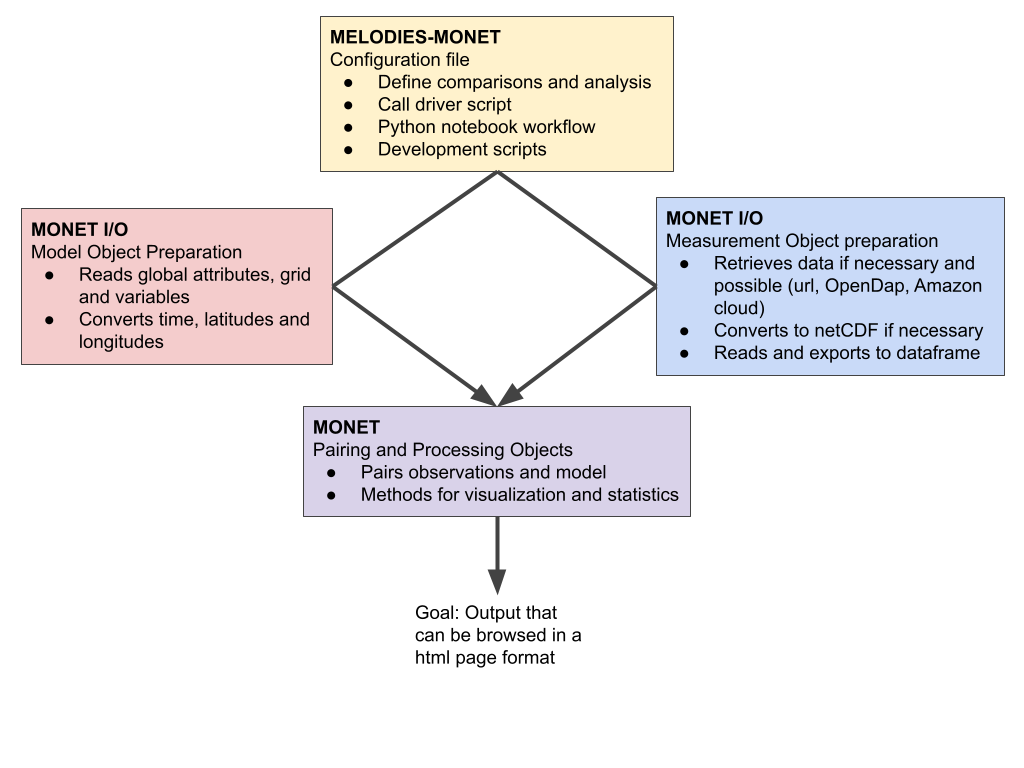 MELODIES-MONET
Configuration file
● Define comparisons and analysis
● Call driver script
● Python notebook workflow
● Development scripts
MONET I/O
Model Object Preparation
● Reads global attributes, grid
and variables
● Converts time, latitudes and
longitudes
MONET I/O
Measurement Object preparation
● Retrieves data if necessary and
possible (url, OpenDap, Amazon
cloud)
● Converts to netCDF if necessary
● Reads and exports to dataframe
MONET
Pairing and Processing Objects
● Pairs observations and model
● Methods for visualization and statistics
Goal: Output that
can be browsed in a
html page format